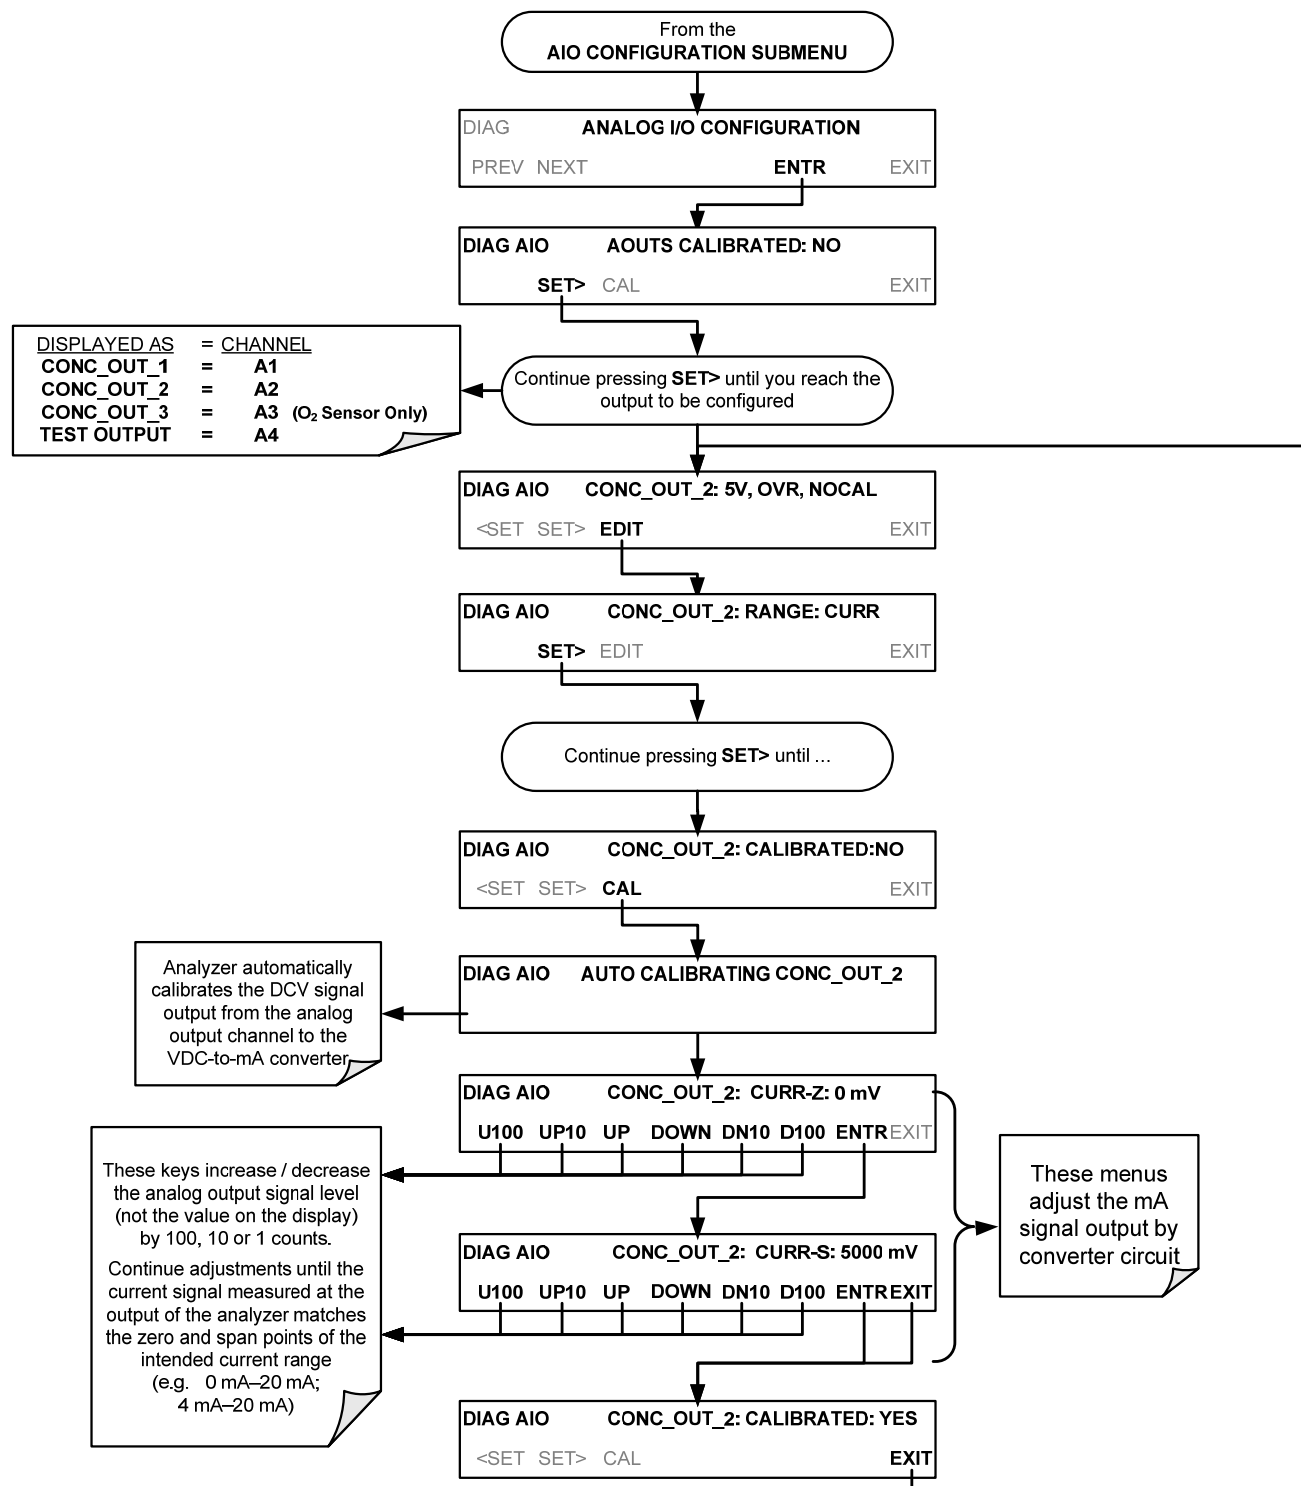 From the
AIO CONFIGURATION SUBMENU
DIAG ANALOG I/O CONFIGURATION
PREV NEXT ENTR EXIT
DIAG AIO AOUTS CALIBRATED: NO
SET> CAL EXIT
DISPLAYED AS = CHANNEL
CONC_OUT_1 = A1
CONC_OUT_2 = A2
CONC_OUT_3 = A3 (O₂ Sensor Only)
TEST OUTPUT = A4
Continue pressing SET> until you reach the
output to be configured
DIAG AIO CONC_OUT_2: 5V, OVR, NOCAL
<SET SET> EDIT EXIT
DIAG AIO CONC_OUT_2: RANGE: CURR
SET> EDIT EXIT
Continue pressing SET> until ...
DIAG AIO CONC_OUT_2: CALIBRATED:NO
<SET SET> CAL EXIT
DIAG AIO AUTO CALIBRATING CONC_OUT_2
Analyzer automatically
calibrates the DCV signal
output from the analog
output channel to the
VDC-to-mA converter
DIAG AIO CONC_OUT_2: CURR-Z: 0 mV
U100 UP10 UP DOWN DN10 D100 ENTR EXIT
These keys increase / decrease
the analog output signal level
(not the value on the display)
by 100, 10 or 1 counts.
Continue adjustments until the
current signal measured at the
output of the analyzer matches
the zero and span points of the
intended current range
(e.g. 0 mA–20 mA;
4 mA–20 mA)
These menus
adjust the mA
signal output by
converter circuit
DIAG AIO CONC_OUT_2: CURR-S: 5000 mV
U100 UP10 UP DOWN DN10 D100 ENTR EXIT
DIAG AIO CONC_OUT_2: CALIBRATED: YES
<SET SET> CAL EXIT